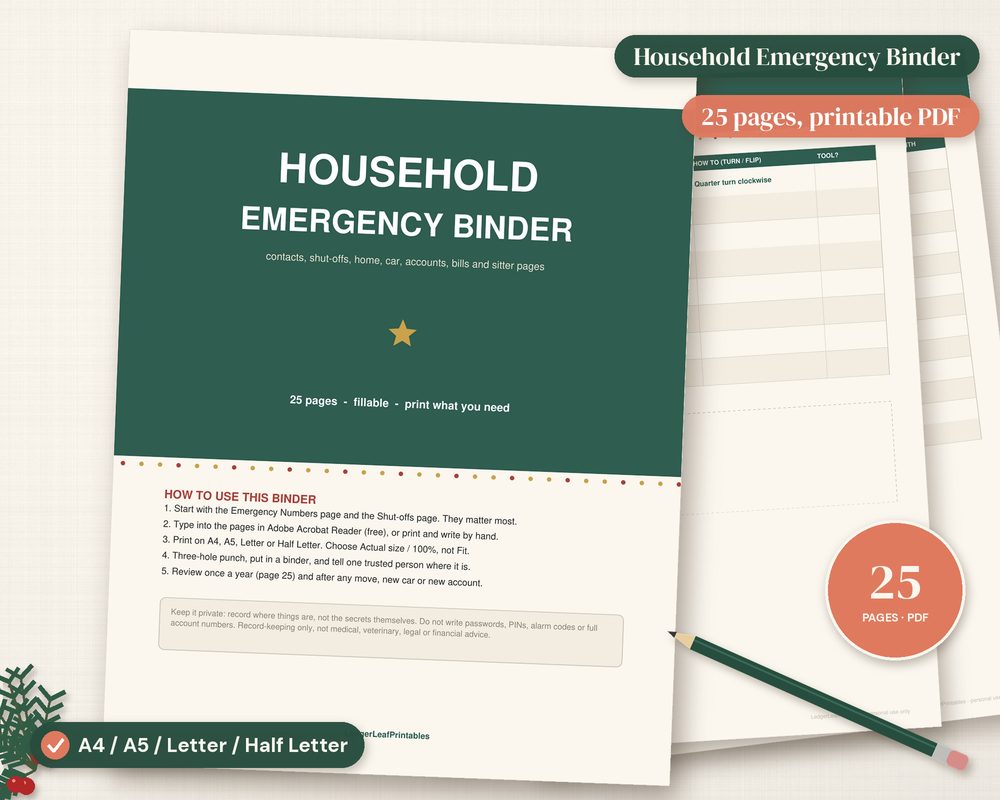 Household Emergency Binder
25 pages, printable PDF
HOUSEHOLD
EMERGENCY BINDER
contacts, shut-offs, home, car, accounts, bills and sitter pages
25 pages - fillable - print what you need
HOW TO USE THIS BINDER
1. Start with the Emergency Numbers page and the Shut-offs page. They matter most.
2. Type into the pages in Adobe Acrobat Reader (free), or print and write by hand.
3. Print on A4, A5, Letter or Half Letter. Choose Actual size / 100%, not Fit.
4. Three-hole punch, put in a binder, and tell one trusted person where it is.
5. Review once a year (page 25) and after any move, new car or new account.
Keep it private: record where things are, not the secrets themselves. Do not write passwords, PINs, alarm codes or full
account numbers. Record-keeping only, not medical, veterinary, legal or financial advice.
gerLeafPrintables
HOW TO (TURN / FLIP) TOOL?
Quarter turn clockwise
25
PAGES · PDF
A4 / A5 / Letter / Half Letter